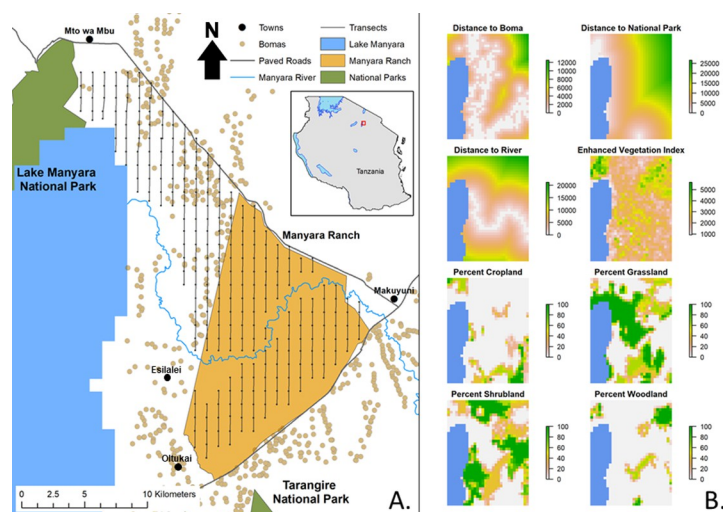 Mto wa Mbu
N
Towns
Bomas
Paved Roads
Manyara River
Transects
Lake Manyara
Manyara Ranch
National Parks
Tanzania
Lake Manyara
National Park
Manyara Ranch
Makuyuni
Esilalei
Oltukai
Tarangire
National Park
0 2.5 5 10 Kilometers
A.
Distance to Boma
12000
10000
8000
6000
4000
2000
0
Distance to National Park
25000
20000
15000
10000
5000
0
Distance to River
20000
15000
10000
5000
0
Enhanced Vegetation Index
5000
4000
3000
2000
1000
Percent Cropland
100
80
60
40
20
0
Percent Grassland
100
80
60
40
20
0
Percent Shrubland
100
80
60
40
20
0
Percent Woodland
100
80
60
40
20
0
B.